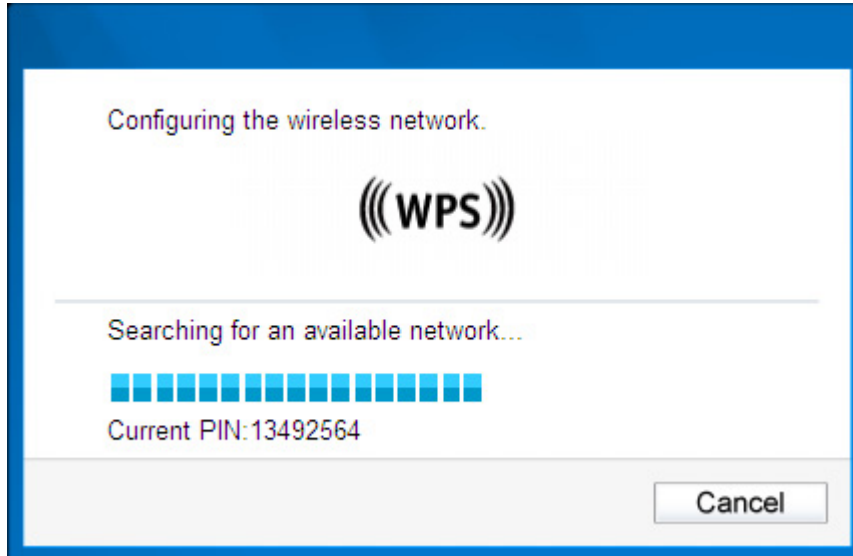 Configuring the wireless network.
WPS
Searching for an available network...
Current PIN:13492564
Cancel